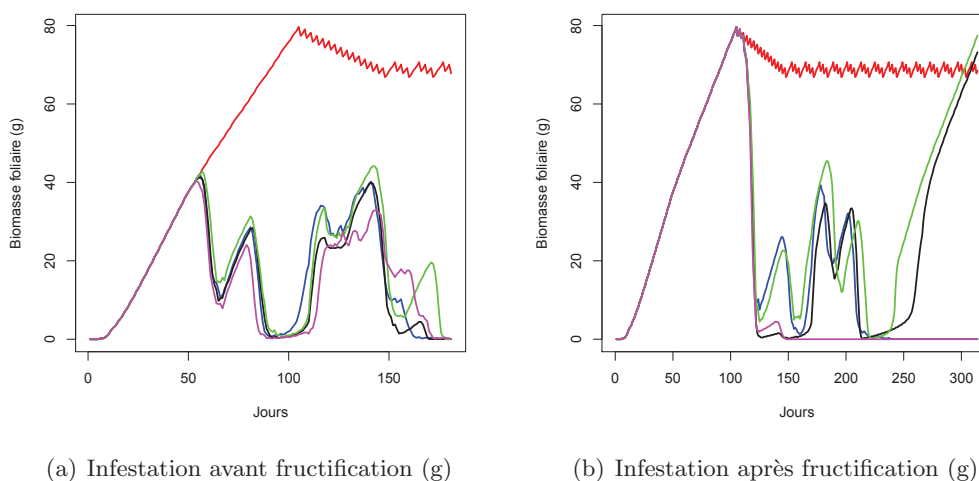 80
60
40
20
0
Biomasse foliaire (g)
0 50 100 150
Jours
(a) Infestation avant fructification (g)
80
60
40
20
0
Biomasse foliaire (g)
0 50 100 150 200 250 300
Jours
(b) Infestation après fructification (g)